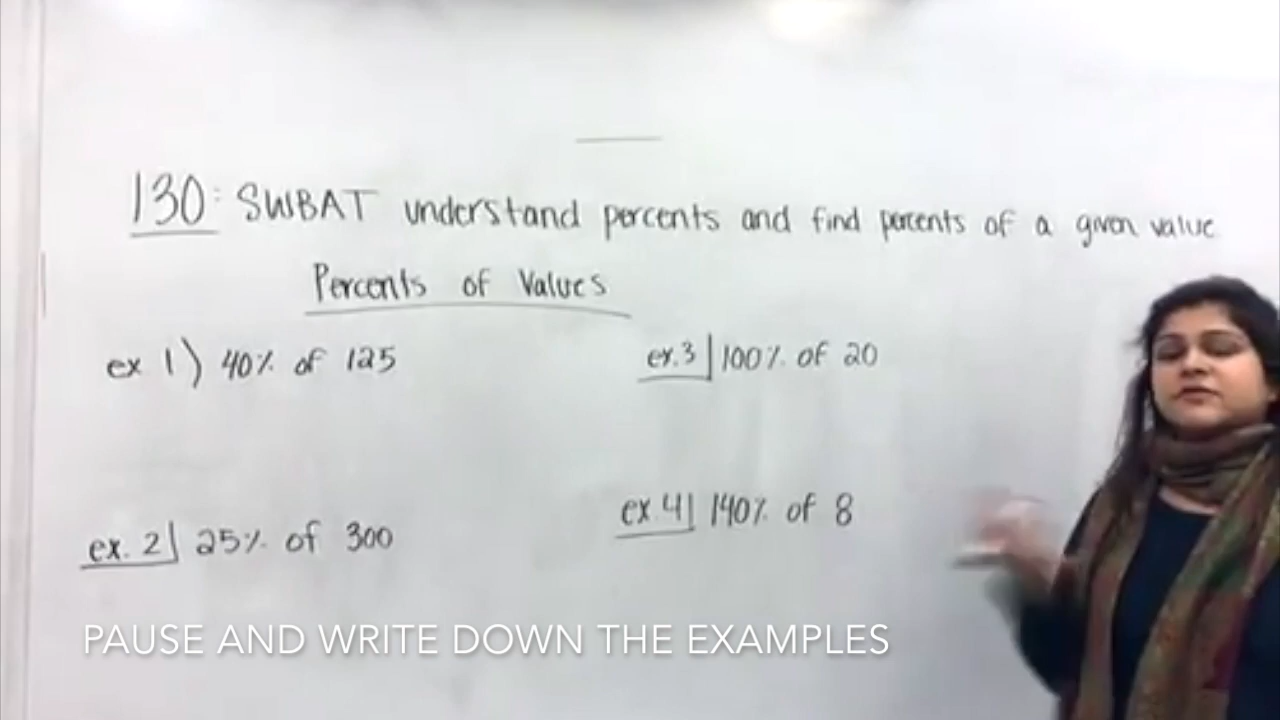 130: SWBAT understand percents and find percents of a given value
Percents of Values
ex 1) 40% of 125
ex.3 100% of 20
ex. 2 25% of 300
ex.4 140% of 8
PAUSE AND WRITE DOWN THE EXAMPLES